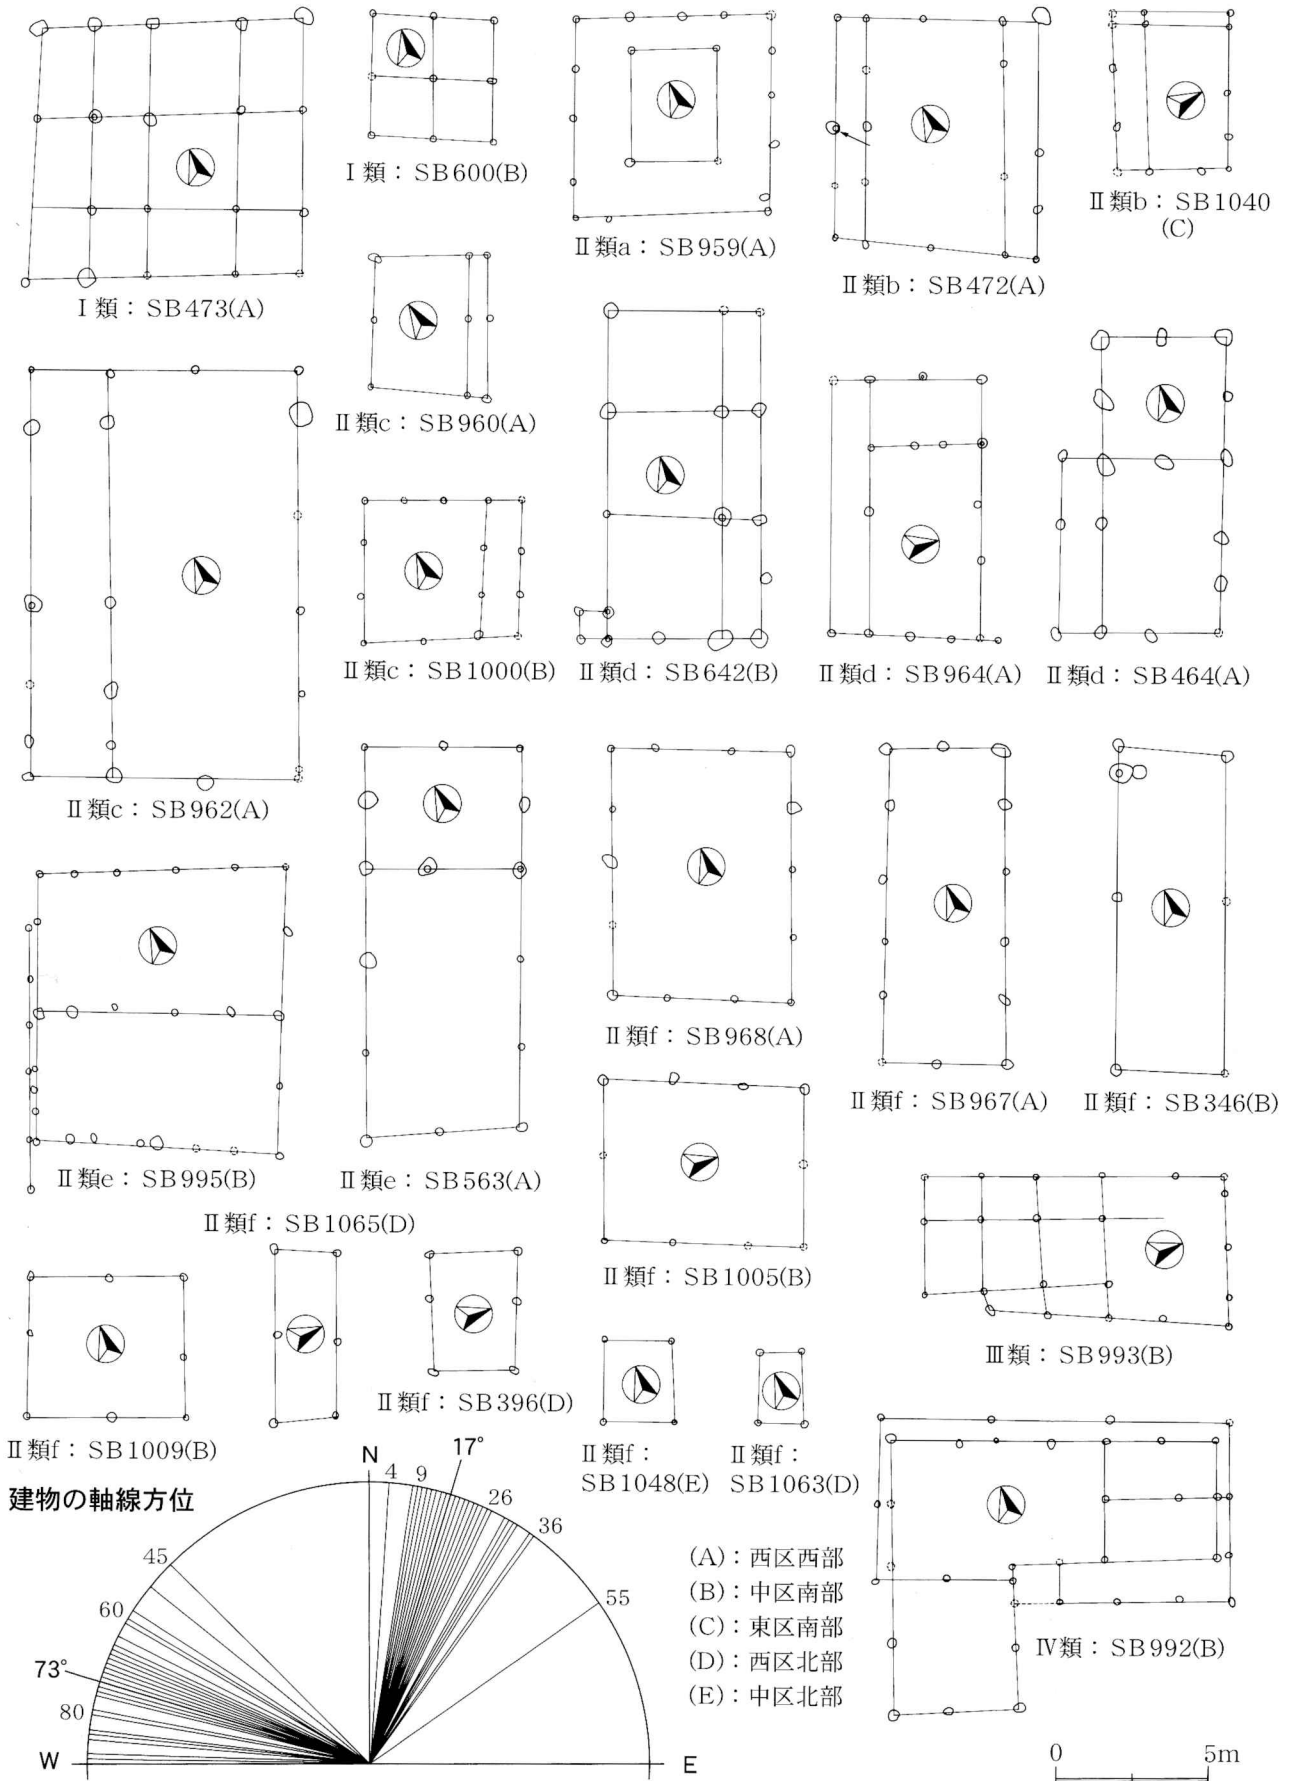 Ⅰ類：SB473(A)
Ⅰ類：SB600(B)
Ⅱ類a：SB959(A)
Ⅱ類b：SB472(A)
Ⅱ類b：SB1040
(C)
Ⅱ類c：SB960(A)
Ⅱ類c：SB962(A)
Ⅱ類c：SB1000(B)
Ⅱ類d：SB642(B)
Ⅱ類d：SB964(A)
Ⅱ類d：SB464(A)
Ⅱ類e：SB995(B)
Ⅱ類e：SB563(A)
Ⅱ類f：SB968(A)
Ⅱ類f：SB967(A)
Ⅱ類f：SB346(B)
Ⅱ類f：SB1065(D)
Ⅱ類f：SB1005(B)
Ⅲ類：SB993(B)
Ⅱ類f：SB1009(B)
Ⅱ類f：SB396(D)
Ⅱ類f：
SB1048(E)
Ⅱ類f：
SB1063(D)
Ⅳ類：SB992(B)
建物の軸線方位
N
4
9
17°
26
36
55
45
60
73°
80
W
E
(A)：西区西部
(B)：中区南部
(C)：東区南部
(D)：西区北部
(E)：中区北部
0
5m